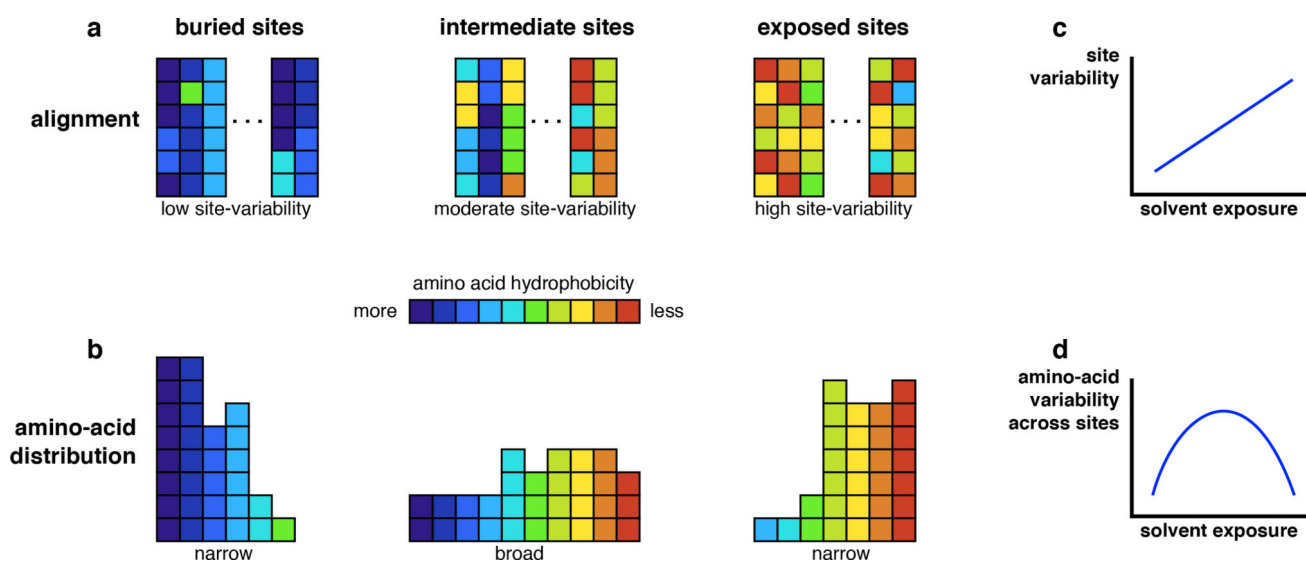 a
buried sites
intermediate sites
exposed sites
c
alignment
. . .
. . .
. . .
low site-variability
moderate site-variability
high site-variability
site
variability
solvent exposure
amino acid hydrophobicity
more
less
b
amino-acid
distribution
narrow
broad
narrow
d
amino-acid
variability
across sites
solvent exposure